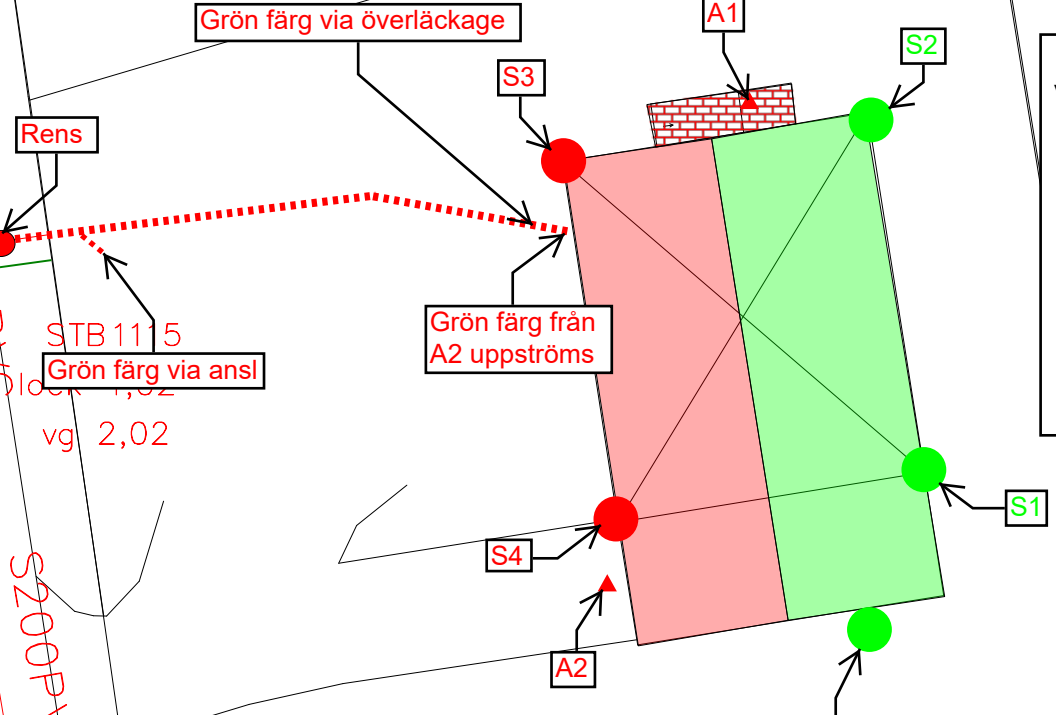 Grön färg via överläckage
A1
S2
S3
Rens
Grön färg från
A2 uppströms
STB1115
Grön färg via ansl
vg 2,02
S1
S4
A2